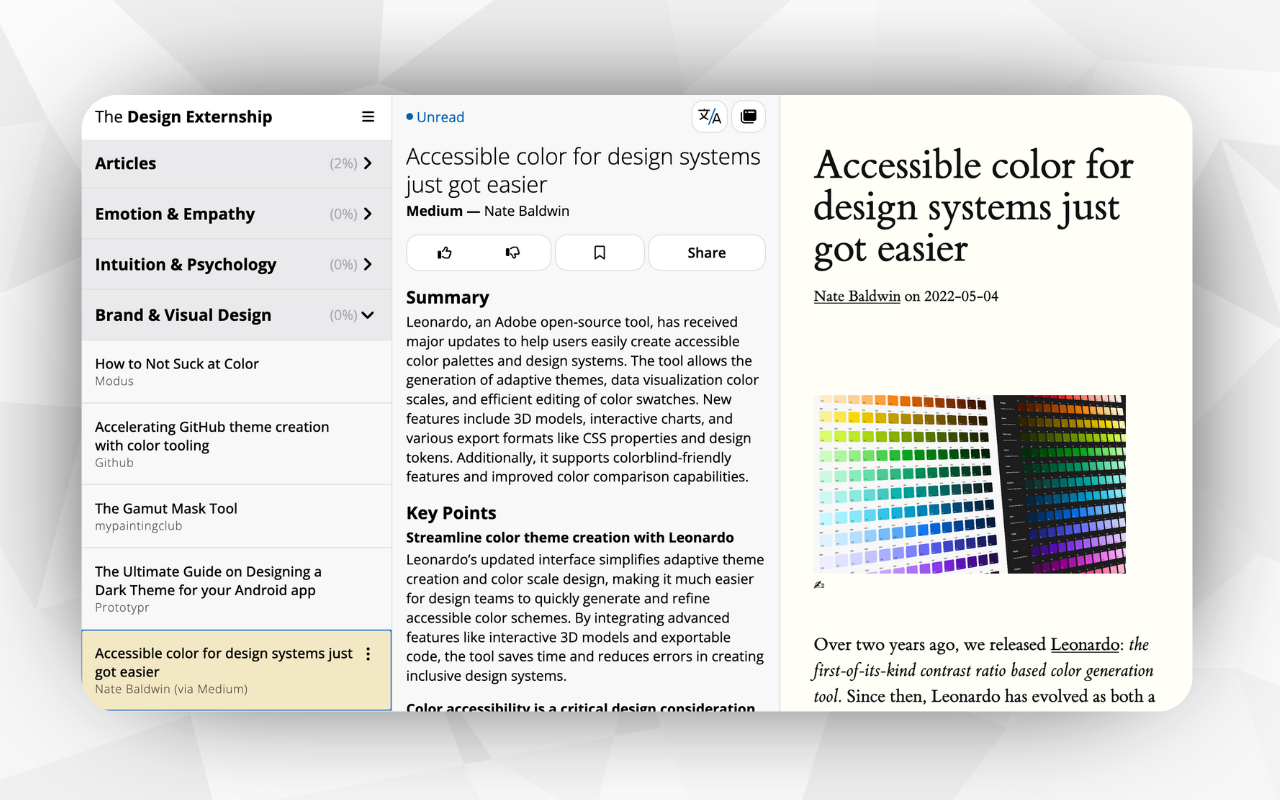 The Design Externship
Articles (2%)
Emotion & Empathy (0%)
Intuition & Psychology (0%)
Brand & Visual Design (0%)
How to Not Suck at Color
Modus
Accelerating GitHub theme creation
with color tooling
Github
The Gamut Mask Tool
mypaintingclub
The Ultimate Guide on Designing a
Dark Theme for your Android app
Prototypr
Accessible color for design systems just
got easier
Nate Baldwin (via Medium)
Unread
文/A
Accessible color for design systems
just got easier
Medium — Nate Baldwin
Share
Summary
Leonardo, an Adobe open-source tool, has received
major updates to help users easily create accessible
color palettes and design systems. The tool allows the
generation of adaptive themes, data visualization color
scales, and efficient editing of color swatches. New
features include 3D models, interactive charts, and
various export formats like CSS properties and design
tokens. Additionally, it supports colorblind-friendly
features and improved color comparison capabilities.
Key Points
Streamline color theme creation with Leonardo
Leonardo’s updated interface simplifies adaptive theme
creation and color scale design, making it much easier
for design teams to quickly generate and refine
accessible color schemes. By integrating advanced
features like interactive 3D models and exportable
code, the tool saves time and reduces errors in creating
inclusive design systems.
Color accessibility is a critical design consideration
Accessible color for
design systems just
got easier
Nate Baldwin on 2022-05-04
Over two years ago, we released Leonardo: the
first-of-its-kind contrast ratio based color generation
tool. Since then, Leonardo has evolved as both a